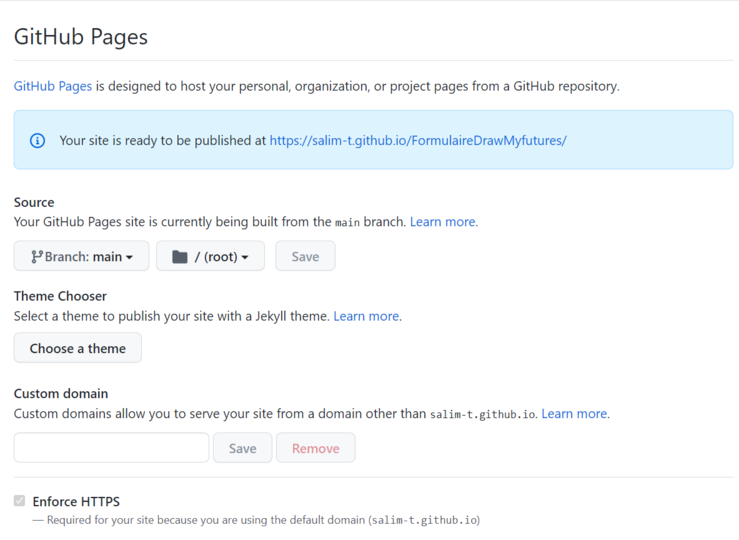 GitHub Pages
GitHub Pages is designed to host your personal, organization, or project pages from a GitHub repository.
Your site is ready to be published at https://salim-t.github.io/FormulaireDrawMyfutures/
Source
Your GitHub Pages site is currently being built from the main branch. Learn more.
Branch: main / (root) Save
Theme Chooser
Select a theme to publish your site with a Jekyll theme. Learn more.
Choose a theme
Custom domain
Custom domains allow you to serve your site from a domain other than salim-t.github.io. Learn more.
Save Remove
Enforce HTTPS
— Required for your site because you are using the default domain (salim-t.github.io)